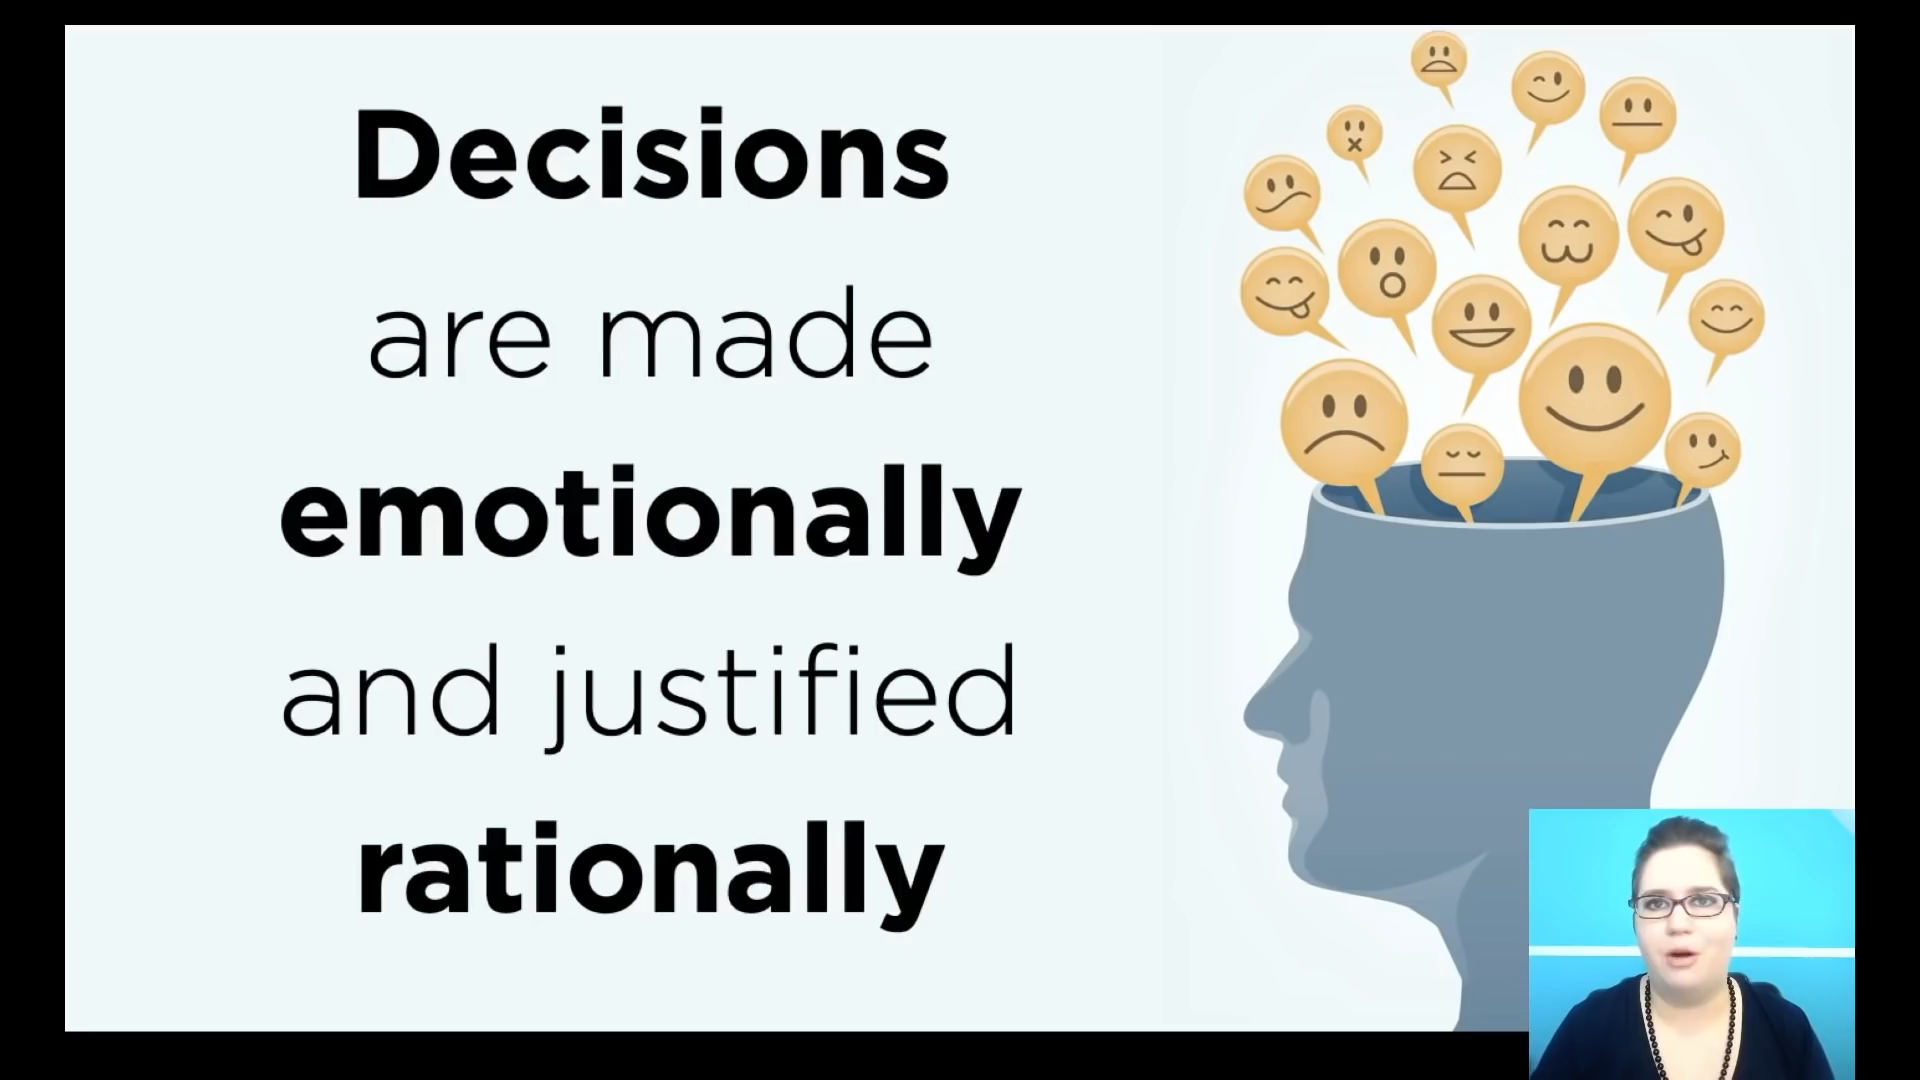 Decisions
are made
emotionally
and justified
rationally